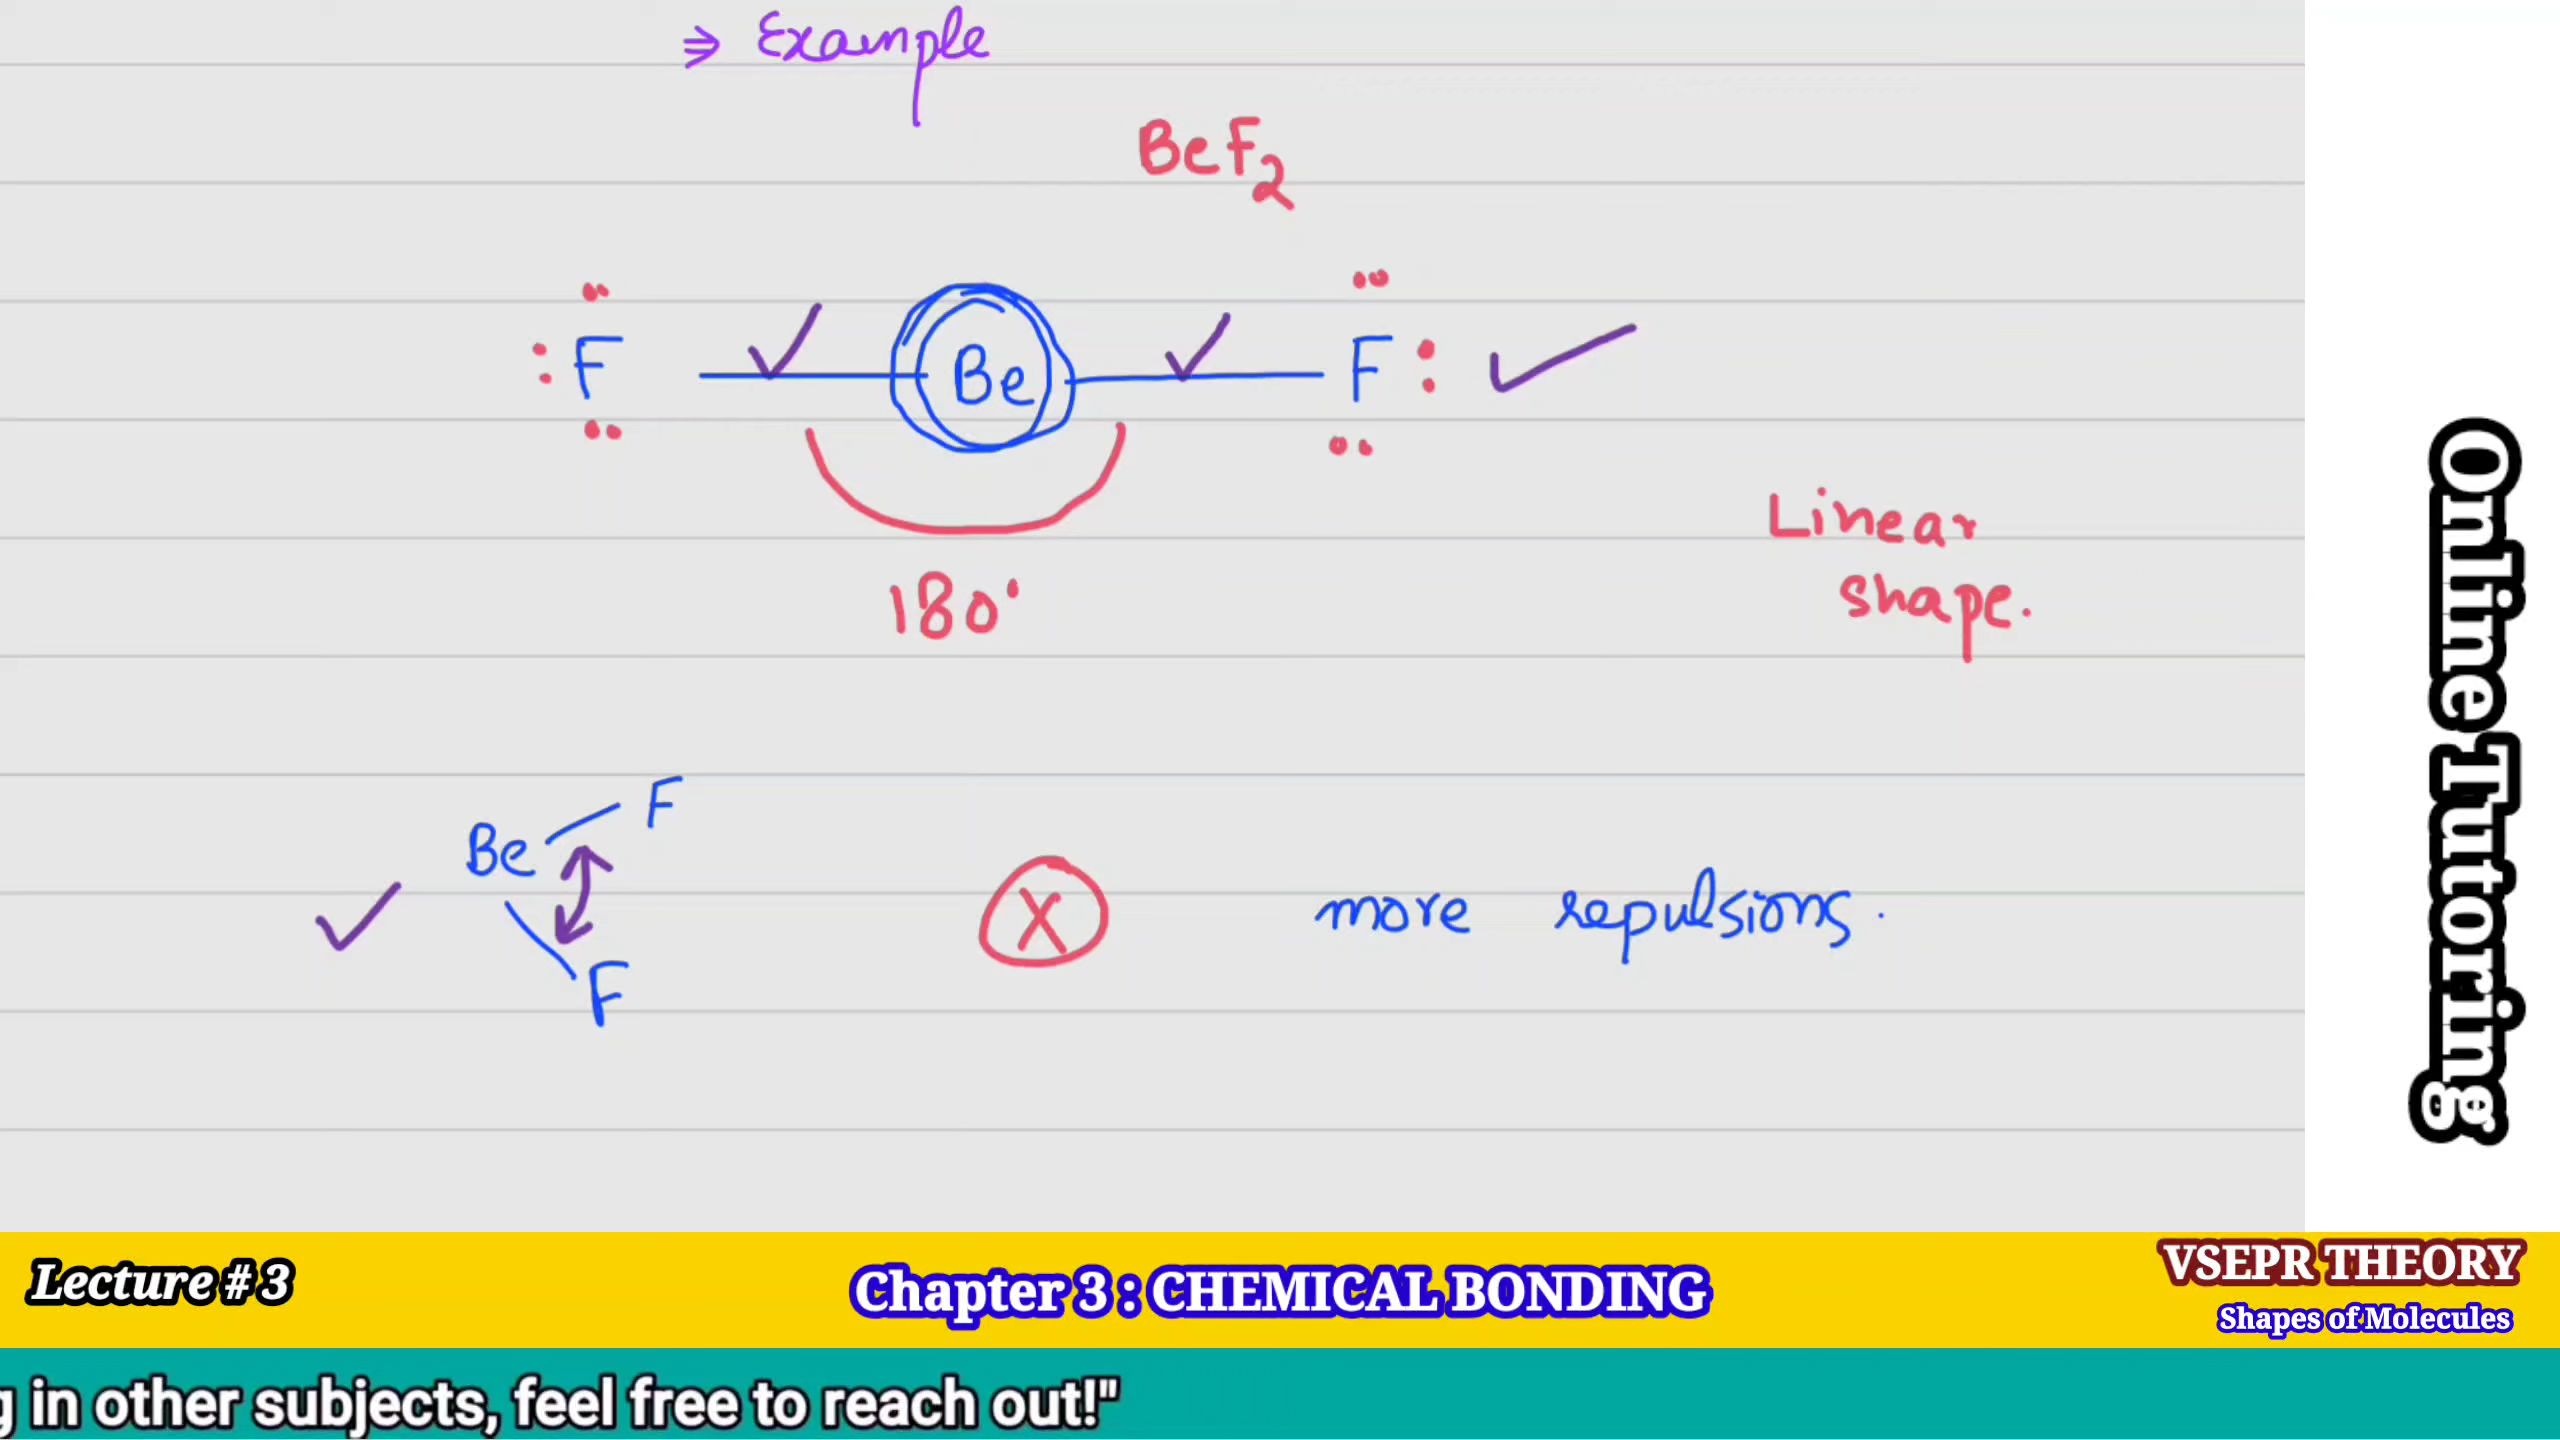 ⇒ Example
BeF2
F — Be — F
180°
Linear
shape.
Be F
F
X
more repulsions.
Online Tutoring
Lecture # 3
Chapter 3 : CHEMICAL BONDING
VSEPR THEORY
Shapes of Molecules
g in other subjects, feel free to reach out!"